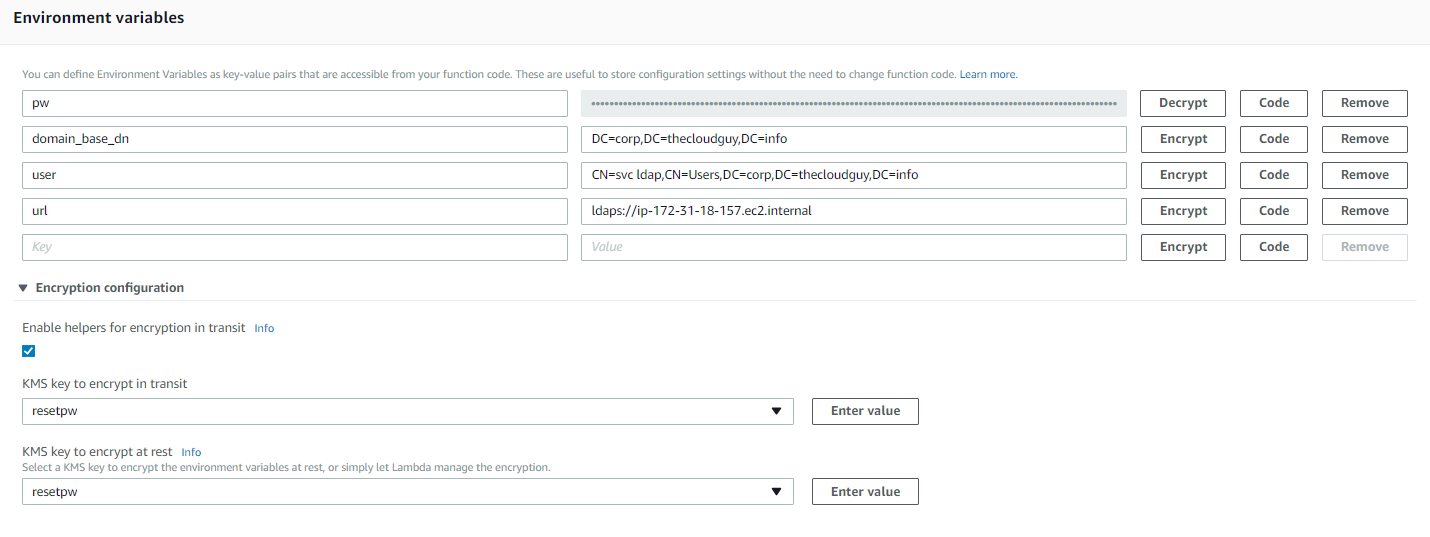 Environment variables
You can define Environment Variables as key-value pairs that are accessible from your function code. These are useful to store configuration settings without the need to change function code. Learn more.
pw Decrypt Code Remove
domain_base_dn DC=corp,DC=thecloudguy,DC=info Encrypt Code Remove
user CN=svc ldap,CN=Users,DC=corp,DC=thecloudguy,DC=info Encrypt Code Remove
url ldaps://ip-172-31-18-157.ec2.internal Encrypt Code Remove
Key Value Encrypt Code Remove
Encryption configuration
Enable helpers for encryption in transit Info
KMS key to encrypt in transit
resetpw Enter value
KMS key to encrypt at rest Info
Select a KMS key to encrypt the environment variables at rest, or simply let Lambda manage the encryption.
resetpw Enter value